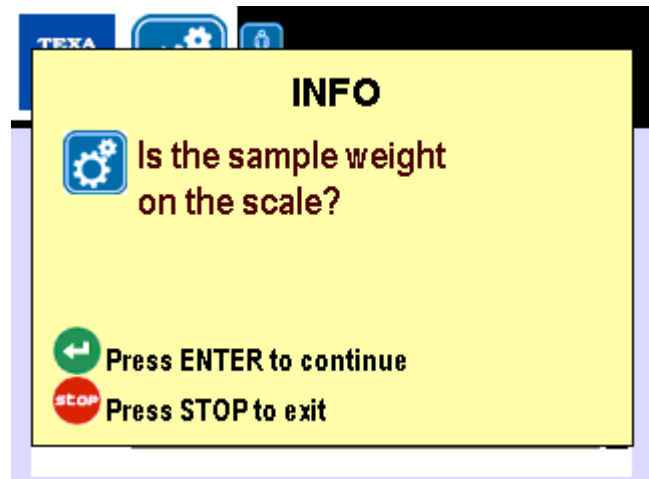 TEXA
INFO
Is the sample weight
on the scale?
Press ENTER to continue
stop
Press STOP to exit